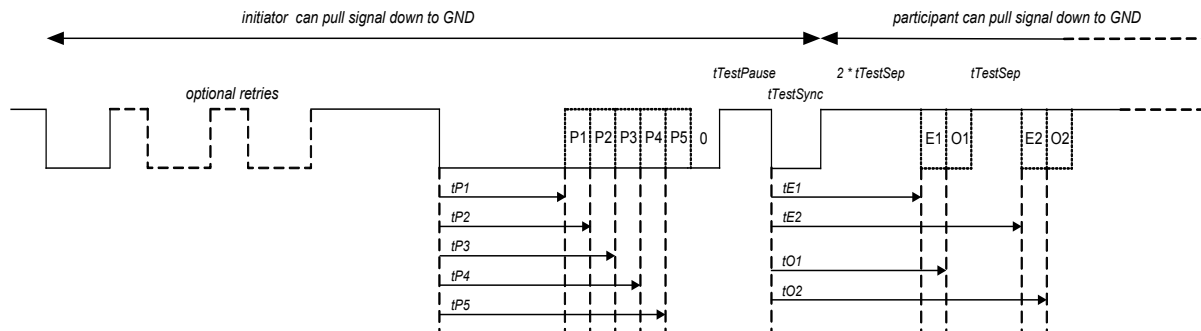 initiator can pull signal down to GND
participant can pull signal down to GND
tTestPause
2 * tTestSep
tTestSep
optional retries
tTestSync
P1 P2 P3 P4 P5 0
E1 O1
E2 O2
tP1
tE1
tP2
tE2
tP3
tO1
tP4
tO2
tP5